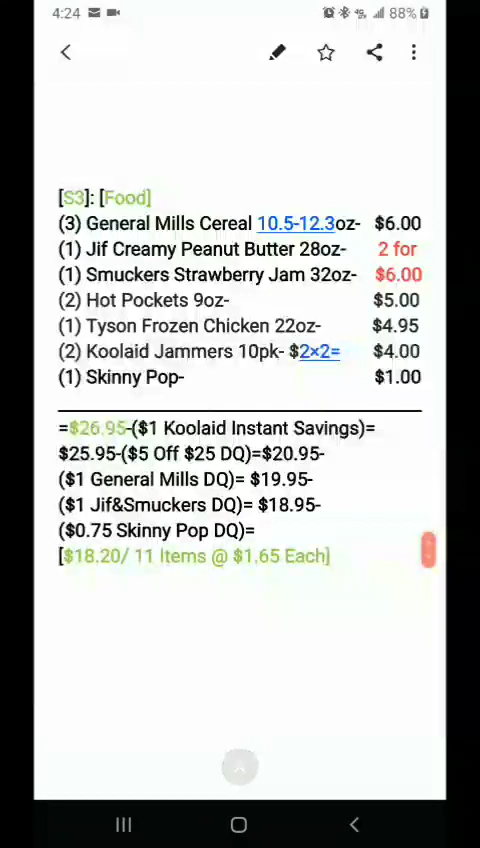 4:24 88%
[S3]: [Food]
(3) General Mills Cereal 10.5-12.3oz- $6.00
(1) Jif Creamy Peanut Butter 28oz- 2 for
(1) Smuckers Strawberry Jam 32oz- $6.00
(2) Hot Pockets 9oz- $5.00
(1) Tyson Frozen Chicken 22oz- $4.95
(2) Koolaid Jammers 10pk- $2×2= $4.00
(1) Skinny Pop- $1.00
=$26.95-($1 Koolaid Instant Savings)=
$25.95-($5 Off $25 DQ)=$20.95-
($1 General Mills DQ)= $19.95-
($1 Jif&Smuckers DQ)= $18.95-
($0.75 Skinny Pop DQ)=
[$18.20/ 11 Items @ $1.65 Each]